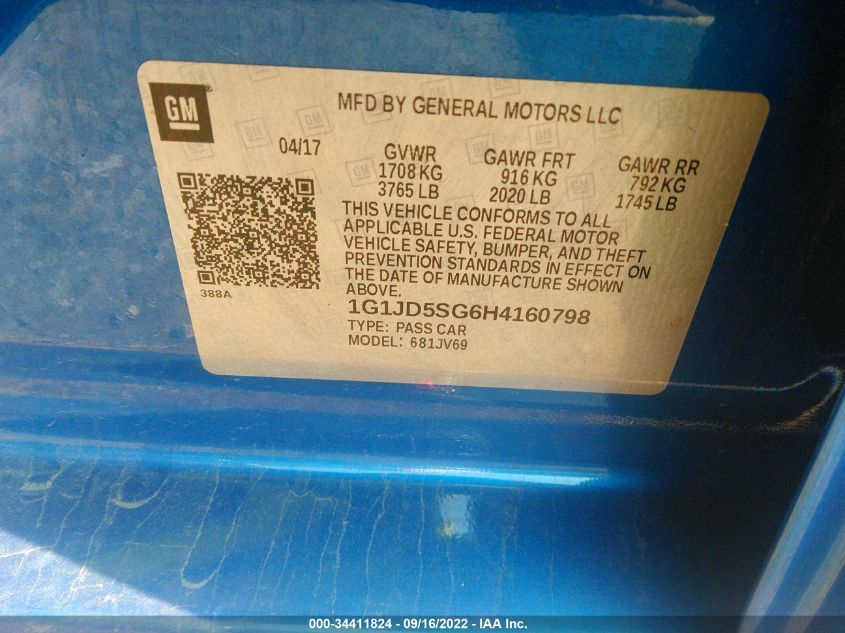 GM
MFD BY GENERAL MOTORS LLC
04/17 GVWR GAWR FRT GAWR RR
1708 KG 916 KG 792 KG
3765 LB 2020 LB 1745 LB
THIS VEHICLE CONFORMS TO ALL
APPLICABLE U.S. FEDERAL MOTOR
VEHICLE SAFETY, BUMPER, AND THEFT
PREVENTION STANDARDS IN EFFECT ON
THE DATE OF MANUFACTURE SHOWN
ABOVE.
388A
1G1JD5SG6H4160798
TYPE: PASS CAR
MODEL: 681JV69
000-34411824 - 09/16/2022 - IAA Inc.